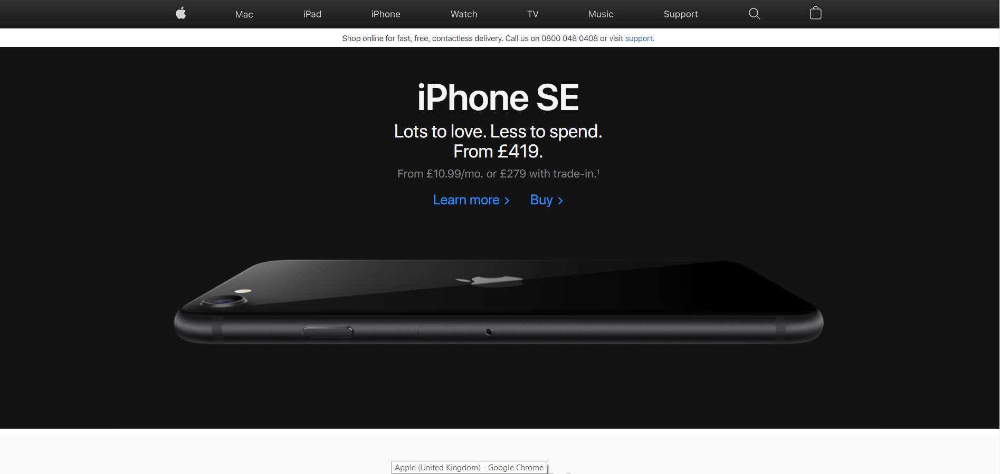 Mac iPad iPhone Watch TV Music Support
Shop online for fast, free, contactless delivery. Call us on 0800 048 0408 or visit support.
iPhone SE
Lots to love. Less to spend.
From £419.
From £10.99/mo. or £279 with trade-in.¹
Learn more > Buy >
Apple (United Kingdom) - Google Chrome